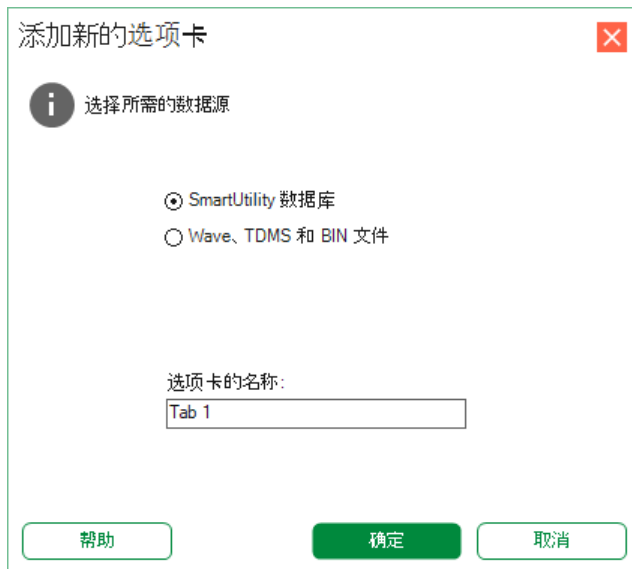 添加新的选项卡
选择所需的数据源
SmartUtility 数据库
Wave、TDMS 和 BIN 文件
选项卡的名称:
Tab 1
帮助
确定
取消